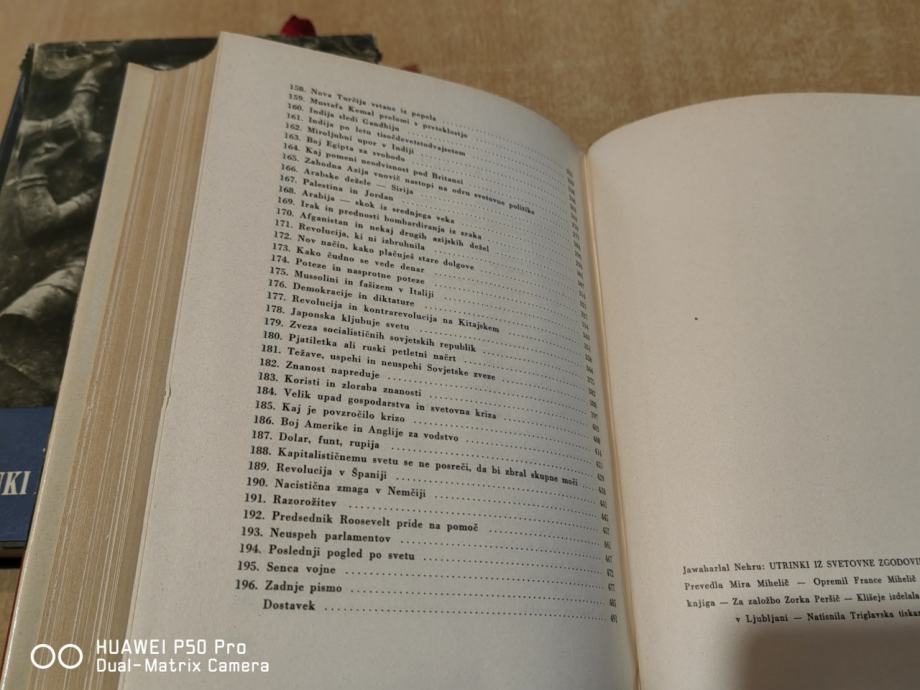 158. Nova Turčija vstane iz pepela
159. Mustafa Kemal prelomi s preteklostjo
160. Indija sledi Gandhiju
161. Indija po letu tisočdevetstodvajsetem
162. Miroljubni upor v Indiji
163. Boj Egipta za svobodo
164. Kaj pomeni neodvisnost pod Britansi
165. Zahodna Azija vnovič nastopi na odru svetovne politike
166. Arabske dežele — Sirija
167. Palestina in Jordan
168. Arabija — skok iz srednjega veka
169. Irak in prednosti bombardiranja iz zraka
170. Afganistan in nekaj drugih azijskih dežel
171. Revolucija, ki ni izbruhnila
172. Nov način, kako plačuješ stare dolgove
173. Kako čudno se vede denar
174. Poteze in nasprotne poteze
175. Mussolini in fašizem v Italiji
176. Demokracije in diktature
177. Revolucija in kontrarevolucija na Kitajskem
178. Japonska kljubuje svetu
179. Zveza socialističnih sovjetskih republik
180. Pjatiletka ali ruski petletni načrt
181. Težave, uspehi in neuspehi Sovjetske zveze
182. Znanost napreduje
183. Koristi in zloraba znanosti
184. Velik upad gospodarstva in svetovna kriza
185. Kaj je povzročilo krizo
186. Boj Amerike in Anglije za vodstvo
187. Dolar, funt, rupija
188. Kapitalističnemu svetu se ne posreči, da bi zbral skupne moči
189. Revolucija v Španiji
190. Nacistična zmaga v Nemčiji
191. Razorožitev
192. Predsednik Roosevelt pride na pomoč
193. Neuspeh parlamentov
194. Poslednji pogled po svetu
195. Senca vojne 472
196. Zadnje pismo 477
Dostavek 491
Jawaharlal Nehru: UTRINKI IZ SVETOVNE ZGODOVI
Prevedla Mira Mihelič — Opremil France Mihelič
knjiga — Za založbo Zorka Peršič — Klišeje izdelala
v Ljubljani — Natisnila Triglavska tiskar
UKI
HUAWEI P50 Pro
Dual-Matrix Camera